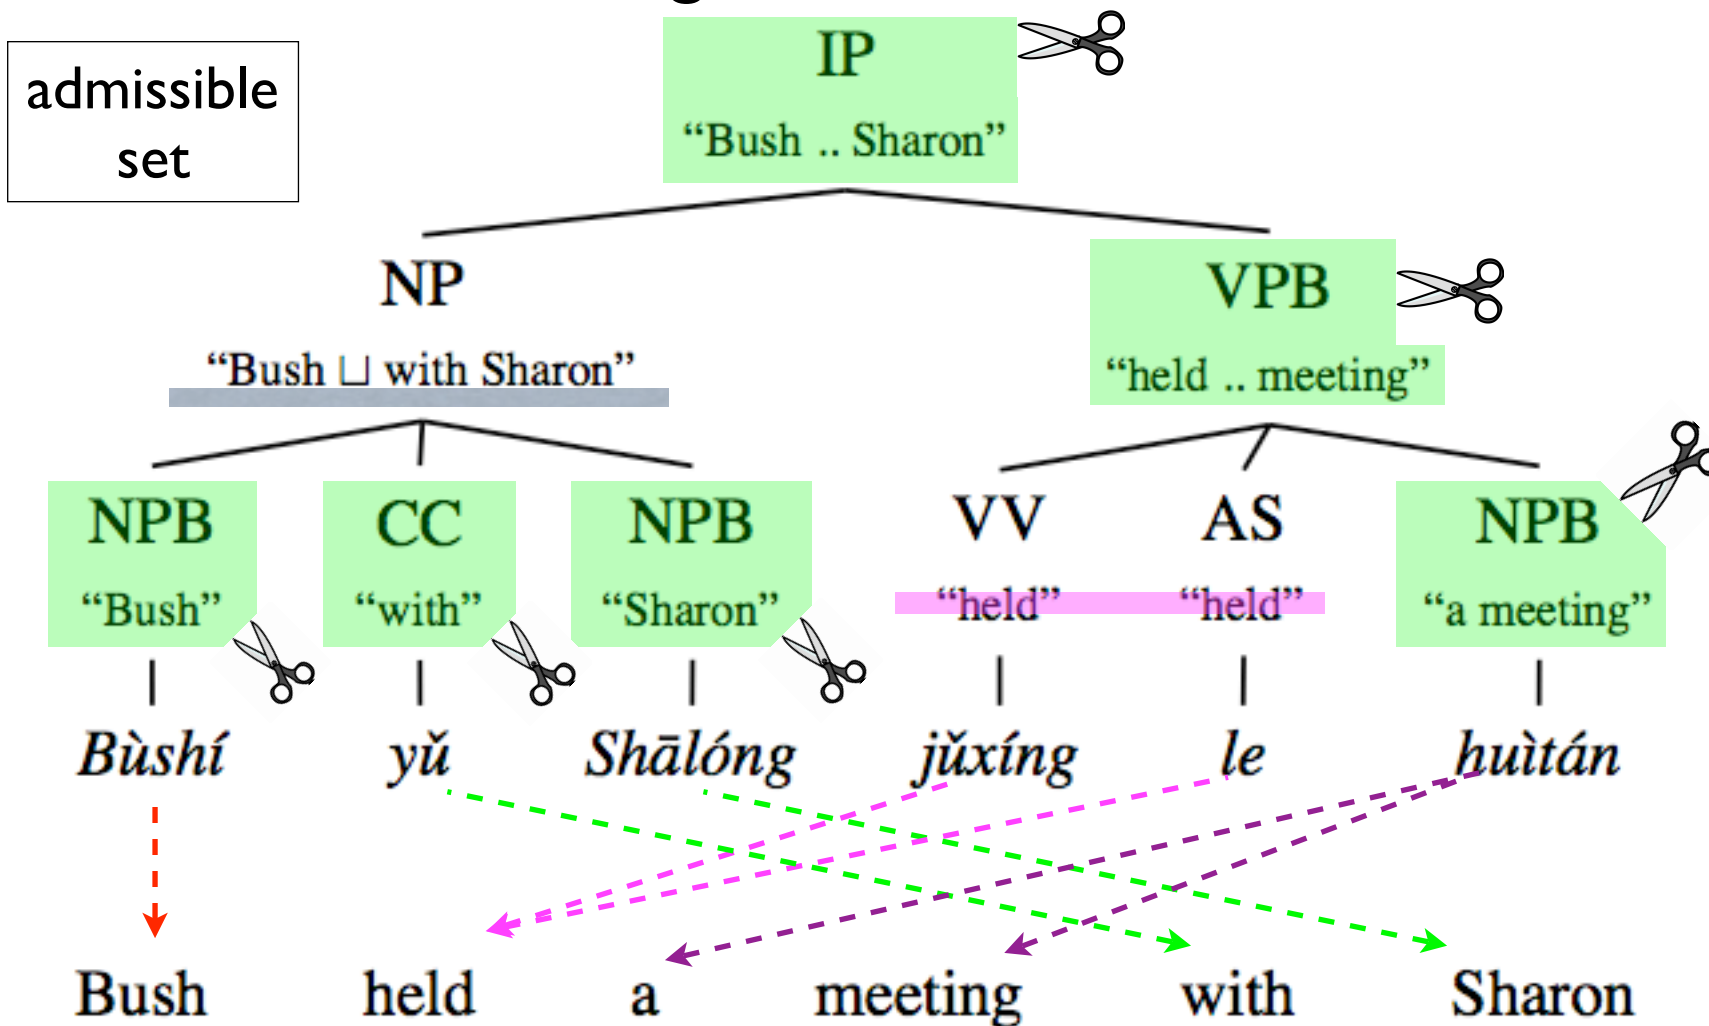 admissible
set
IP
“Bush .. Sharon”
NP
VPB
“Bush ⊔ with Sharon”
“held .. meeting”
NPB CC NPB VV AS NPB
“Bush” “with” “Sharon” “held” “held” “a meeting”
Bùshí yǔ Shālóng jǔxíng le huìtán
Bush held a meeting with Sharon